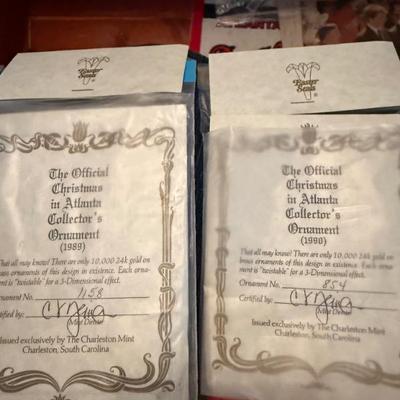 Easter
Seals
®
The Official
Christmas
in Atlanta
Collector's
Ornament
(1989)
That all may know! There are only 10,000 24k gold on
brass ornaments of this design in existence. Each orna-
ment is "twistable" for a 3-Dimensional effect.
Ornament No. 1158
Certified by:
Mint Director
Issued exclusively by The Charleston Mint
Charleston, South Carolina
Easter
Seals
®
The Official
Christmas
in Atlanta
Collector's
Ornament
(1990)
That all may know! There are only 10,000 24k gold on
brass ornaments of this design in existence. Each orna-
ment is "twistable" for a 3-Dimensional effect.
Ornament No. 854
Certified by:
Mint Director
Issued exclusively by The Charleston Mint
Charleston, South Carolina